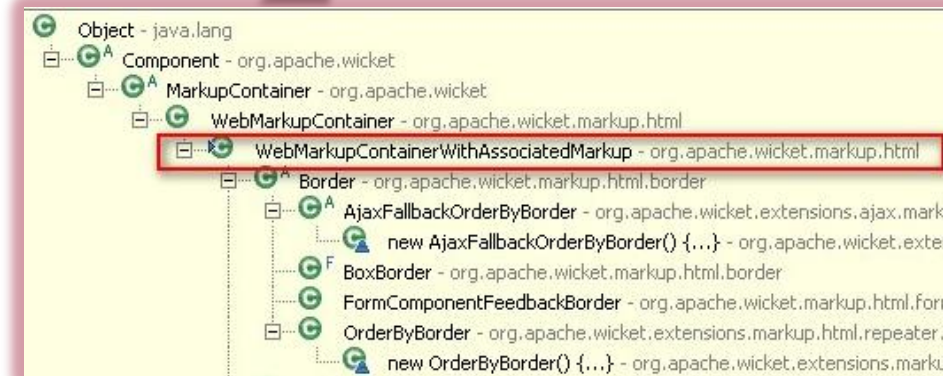 Object - java.lang
Component - org.apache.wicket
MarkupContainer - org.apache.wicket
WebMarkupContainer - org.apache.wicket.markup.html
WebMarkupContainerWithAssociatedMarkup - org.apache.wicket.markup.html
Border - org.apache.wicket.markup.html.border
AjaxFallbackOrderByBorder - org.apache.wicket.extensions.ajax.mark
new AjaxFallbackOrderByBorder() {...} - org.apache.wicket.exte
BoxBorder - org.apache.wicket.markup.html.border
FormComponentFeedbackBorder - org.apache.wicket.markup.html.for
OrderByBorder - org.apache.wicket.extensions.markup.html.repeater.
new OrderByBorder() {...} - org.apache.wicket.extensions.marku